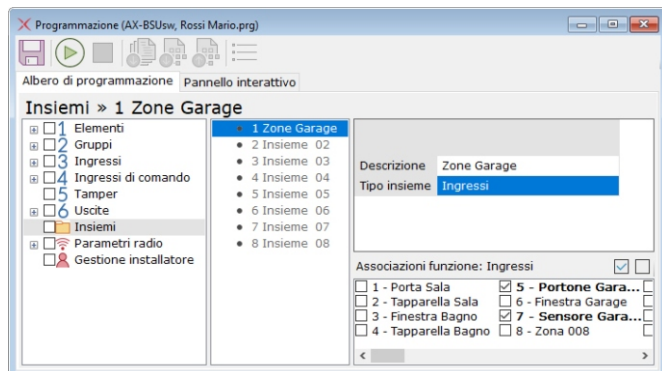 Programmazione (AX-BSUsw, Rossi Mario.prg)
Albero di programmazione Pannello interattivo
Insiemi » 1 Zone Garage
1 Elementi
2 Gruppi
3 Ingressi
4 Ingressi di comando
5 Tamper
6 Uscite
Insiemi
Parametri radio
Gestione installatore
1 Zone Garage
2 Insieme 02
3 Insieme 03
4 Insieme 04
5 Insieme 05
6 Insieme 06
7 Insieme 07
8 Insieme 08
Descrizione Zone Garage
Tipo insieme Ingressi
Associazioni funzione: Ingressi
1 - Porta Sala 5 - Portone Gara...
2 - Tapparella Sala 6 - Finestra Garage
3 - Finestra Bagno 7 - Sensore Gara...
4 - Tapparella Bagno 8 - Zona 008